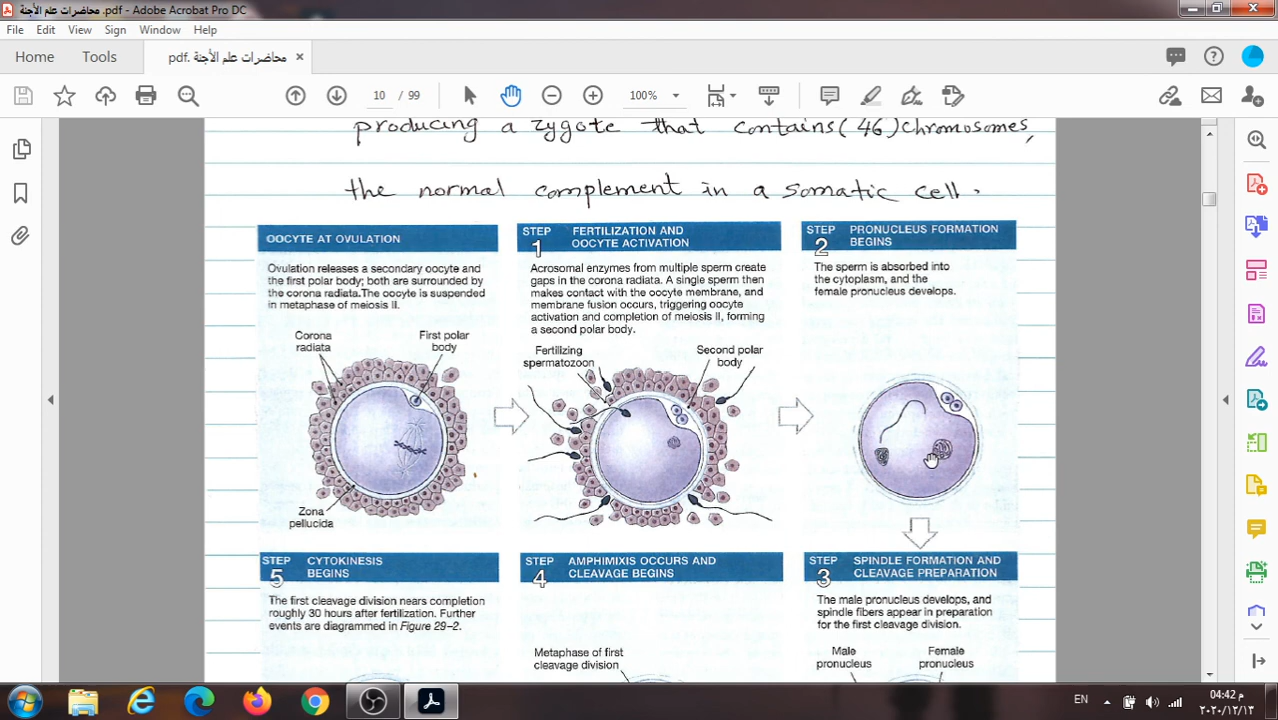 محاضرات علم الأجنة .pdf - Adobe Acrobat Pro DC
File Edit View Window Help
Sign
Home Tools محاضرات علم الأجنة .pdf ×
10 / 99 100%
producing a zygote that contains (46) chromosomes,
the normal complement in a somatic cell.
OOCYTE AT OVULATION
Ovulation releases a secondary oocyte and
the first polar body; both are surrounded by
the corona radiata. The oocyte is suspended
in metaphase of meiosis II.
Corona
radiata
First polar
body
Zona
pellucida
STEP 1 FERTILIZATION AND
OOCYTE ACTIVATION
Acrosomal enzymes from multiple sperm create
gaps in the corona radiata. A single sperm then
makes contact with the oocyte membrane, and
membrane fusion occurs, triggering oocyte
activation and completion of meiosis II, forming
a second polar body.
Fertilizing
spermatozoon
Second polar
body
STEP 2 PRONUCLEUS FORMATION
BEGINS
The sperm is absorbed into
the cytoplasm, and the
female pronucleus develops.
STEP 5 CYTOKINESIS
BEGINS
The first cleavage division nears completion
roughly 30 hours after fertilization. Further
events are diagrammed in Figure 29-2.
STEP 4 AMPHIMIXIS OCCURS AND
CLEAVAGE BEGINS
Metaphase of first
cleavage division
STEP 3 SPINDLE FORMATION AND
CLEAVAGE PREPARATION
The male pronucleus develops, and
spindle fibers appear in preparation
for the first cleavage division.
Male
pronucleus
Female
pronucleus
EN
04:42 م
٢٠٢٠/١٢/١٣